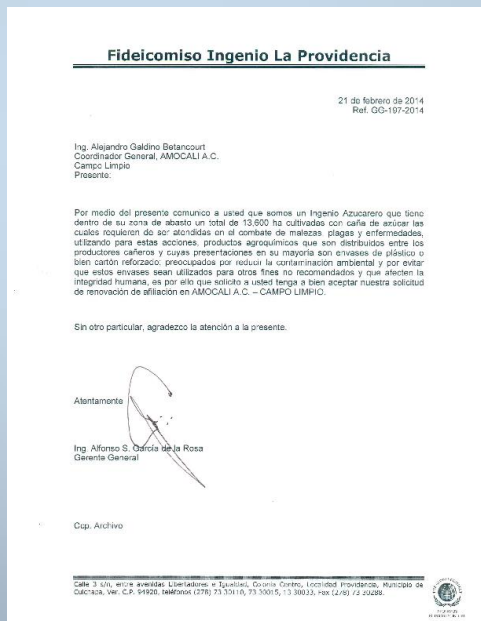 Fideicomiso Ingenio La Providencia
21 de febrero de 2014
Ref. GG-197-2014
Ing. Alejandro Galdino Betancourt
Coordinador General, AMOCALI A.C.
Campo Limpio
Presente:
Por medio del presente comunico a usted que somos un Ingenio Azucarero que tiene
dentro de su zona de abasto un total de 13,600 ha cultivadas con caña de azúcar las
cuales requieren de ser atendidas en el combate de malezas, plagas y enfermedades,
utilizando para estas acciones, productos agroquímicos que son distribuidos entre los
productores cañeros y cuyas presentaciones en su mayoría son envases de plástico o
bien cartón reforzado; preocupados por reducir la contaminación ambiental y por evitar
que estos envases sean utilizados para otros fines no recomendados y que afecten la
integridad humana, es por ello que solicito a usted tenga a bien aceptar nuestra solicitud
de renovación de afiliación en AMOCALI A.C. – CAMPO LIMPIO.
Sin otro particular, agradezco la atención a la presente.
Atentamente
Ing. Alfonso S. García de la Rosa
Gerente General
Ccp. Archivo
Calle 3 s/n, entre avenidas Libertadores e Igualdad, Colonia Centro, Localidad Providencia, Municipio de
Cuichapa, Ver. C.P. 94920, teléfonos (278) 73 30110, 73 30015, 73 30033, Fax (278) 73 30288.